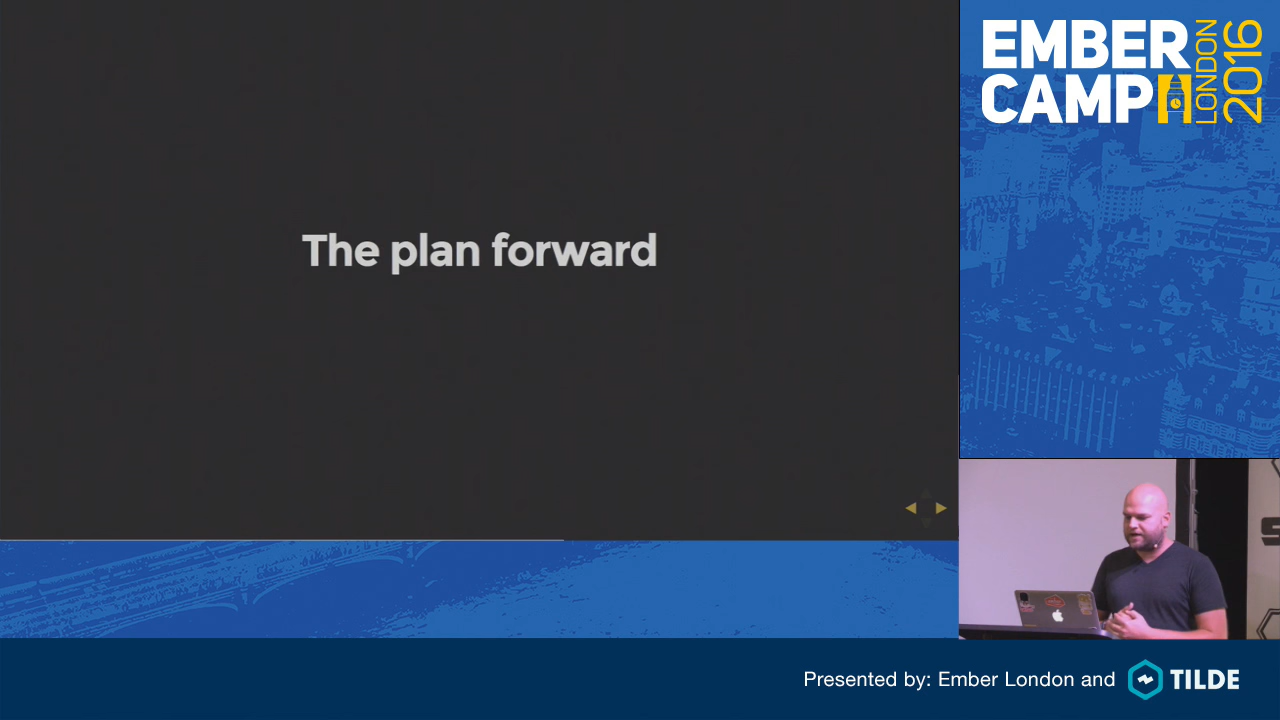 The plan forward
EMBER
CAMP
LONDON
2016
Presented by: Ember London and
TILDE